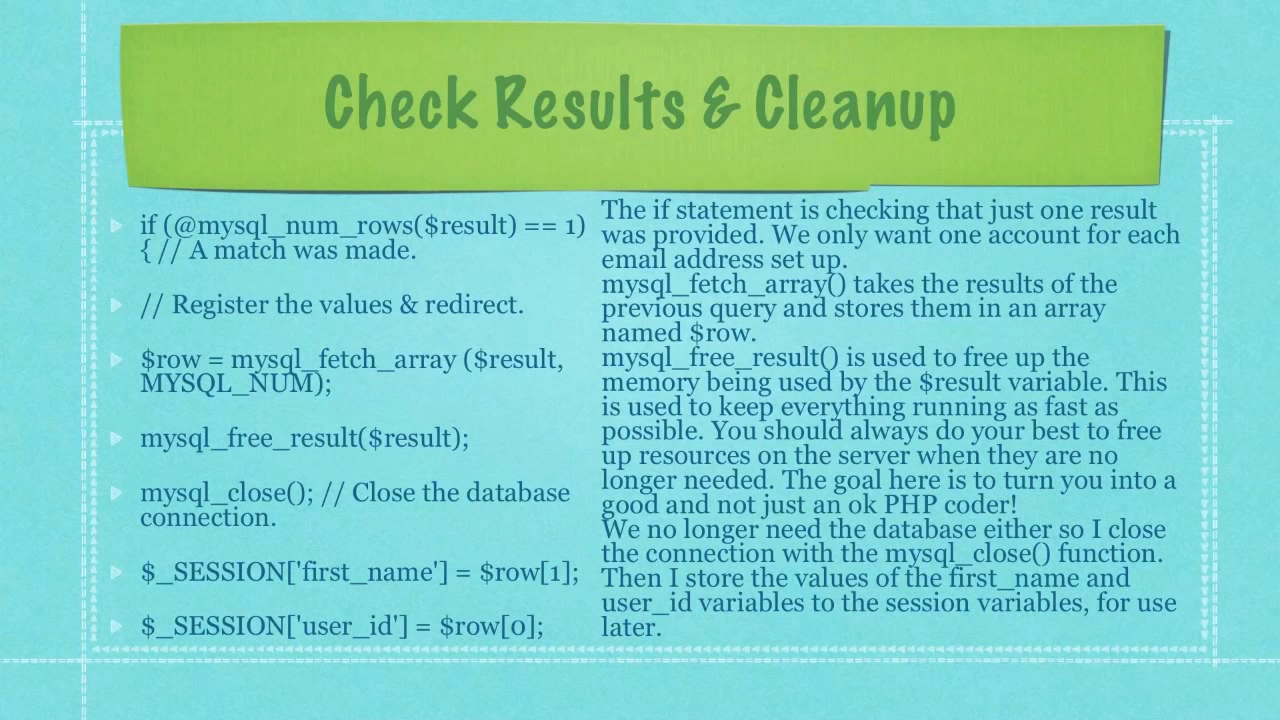 Check Results & Cleanup
if (@mysql_num_rows($result) == 1)
{ // A match was made.
// Register the values & redirect.
$row = mysql_fetch_array ($result,
MYSQL_NUM);
mysql_free_result($result);
mysql_close(); // Close the database
connection.
$_SESSION['first_name'] = $row[1];
$_SESSION['user_id'] = $row[0];
The if statement is checking that just one result
was provided. We only want one account for each
email address set up.
mysql_fetch_array() takes the results of the
previous query and stores them in an array
named $row.
mysql_free_result() is used to free up the
memory being used by the $result variable. This
is used to keep everything running as fast as
possible. You should always do your best to free
up resources on the server when they are no
longer needed. The goal here is to turn you into a
good and not just an ok PHP coder!
We no longer need the database either so I close
the connection with the mysql_close() function.
Then I store the values of the first_name and
user_id variables to the session variables, for use
later.